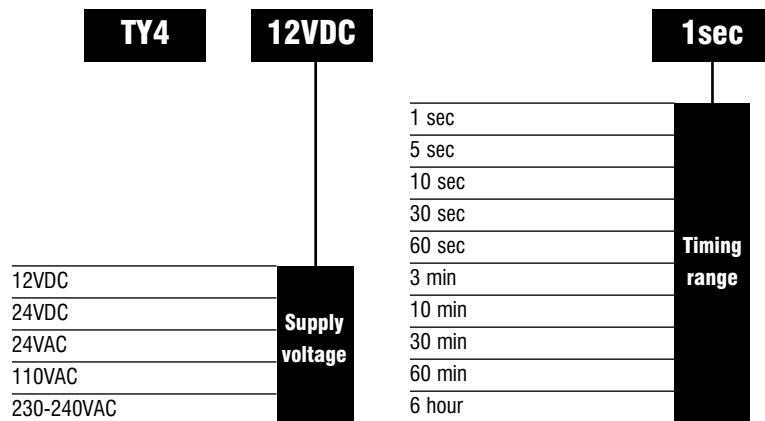 TY4
12VDC
1sec
12VDC
24VDC
24VAC
110VAC
230-240VAC
Supply
voltage
1 sec
5 sec
10 sec
30 sec
60 sec
3 min
10 min
30 min
60 min
6 hour
Timing
range